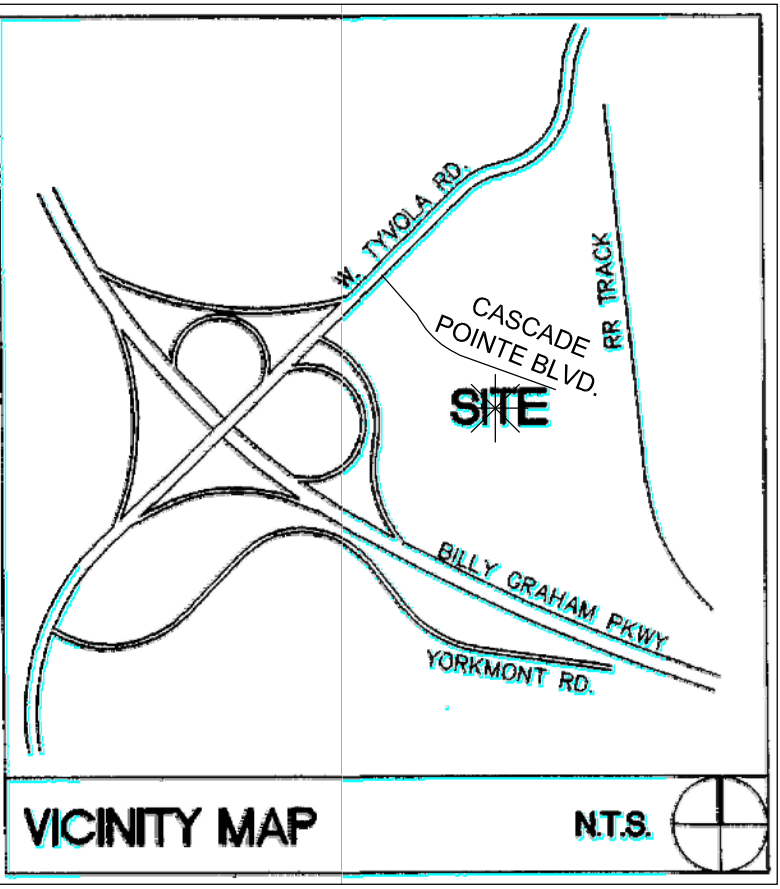 W. TYVOLA RD.
RR TRACK
CASCADE
POINTE BLVD.
SITE
BILLY GRAHAM PKWY
YORKMONT RD.
VICINITY MAP
N.T.S.